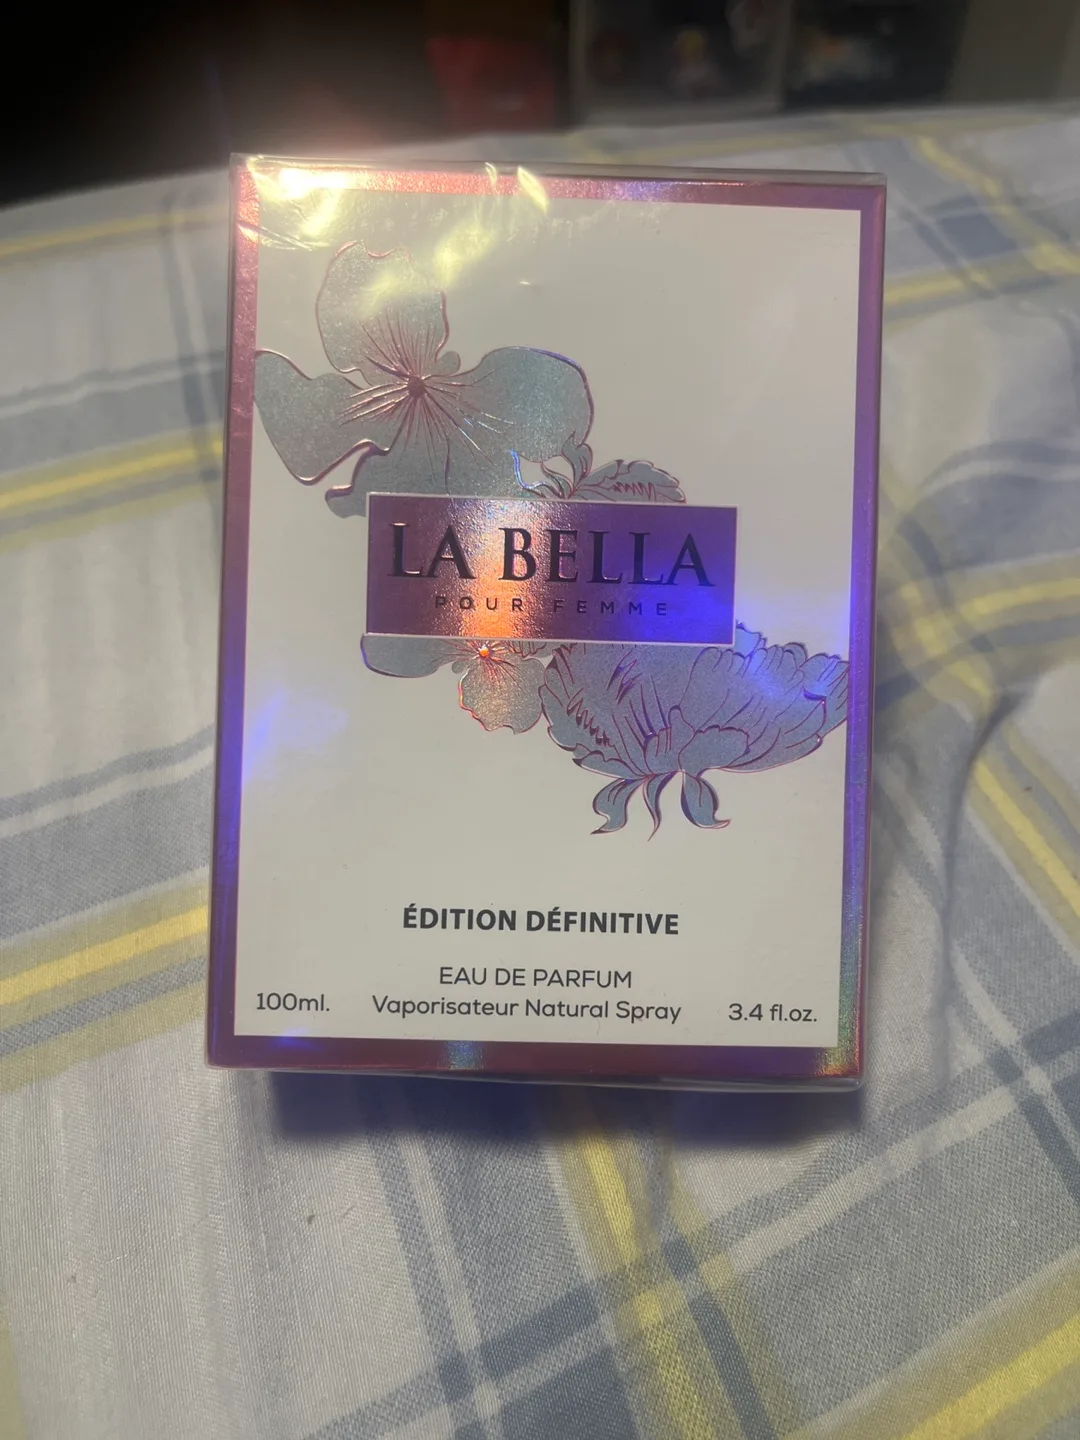 LA BELLA
POUR FEMME
ÉDITION DÉFINITIVE
EAU DE PARFUM
100ml. Vaporisateur Natural Spray 3.4 fl.oz.